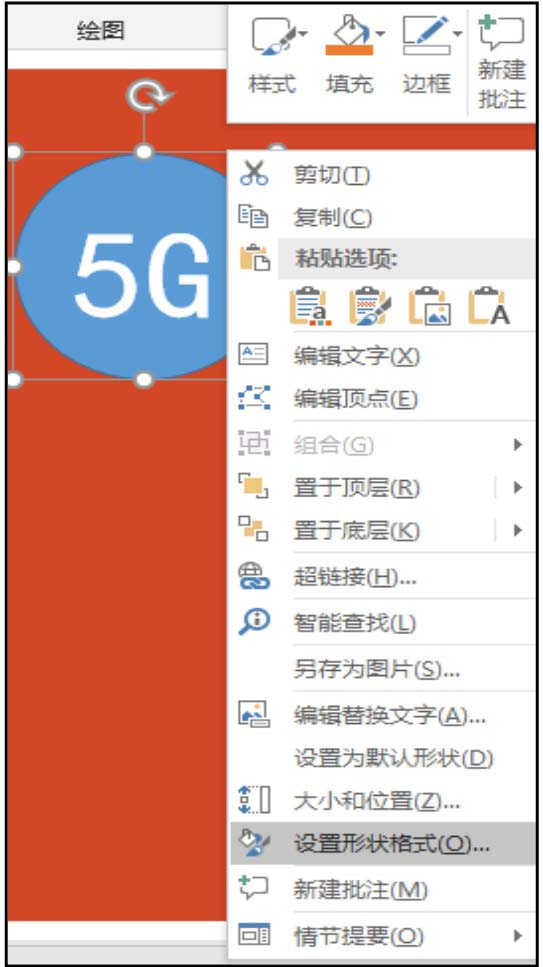 绘图
样式
填充
边框
新建
批注
5G
剪切(T)
复制(C)
粘贴选项:
编辑文字(X)
编辑顶点(E)
组合(G)
置于顶层(R)
置于底层(K)
超链接(H)...
智能查找(L)
另存为图片(S)...
编辑替换文字(A)...
设置为默认形状(D)
大小和位置(Z)...
设置形状格式(O)...
新建批注(M)
情节提要(O)